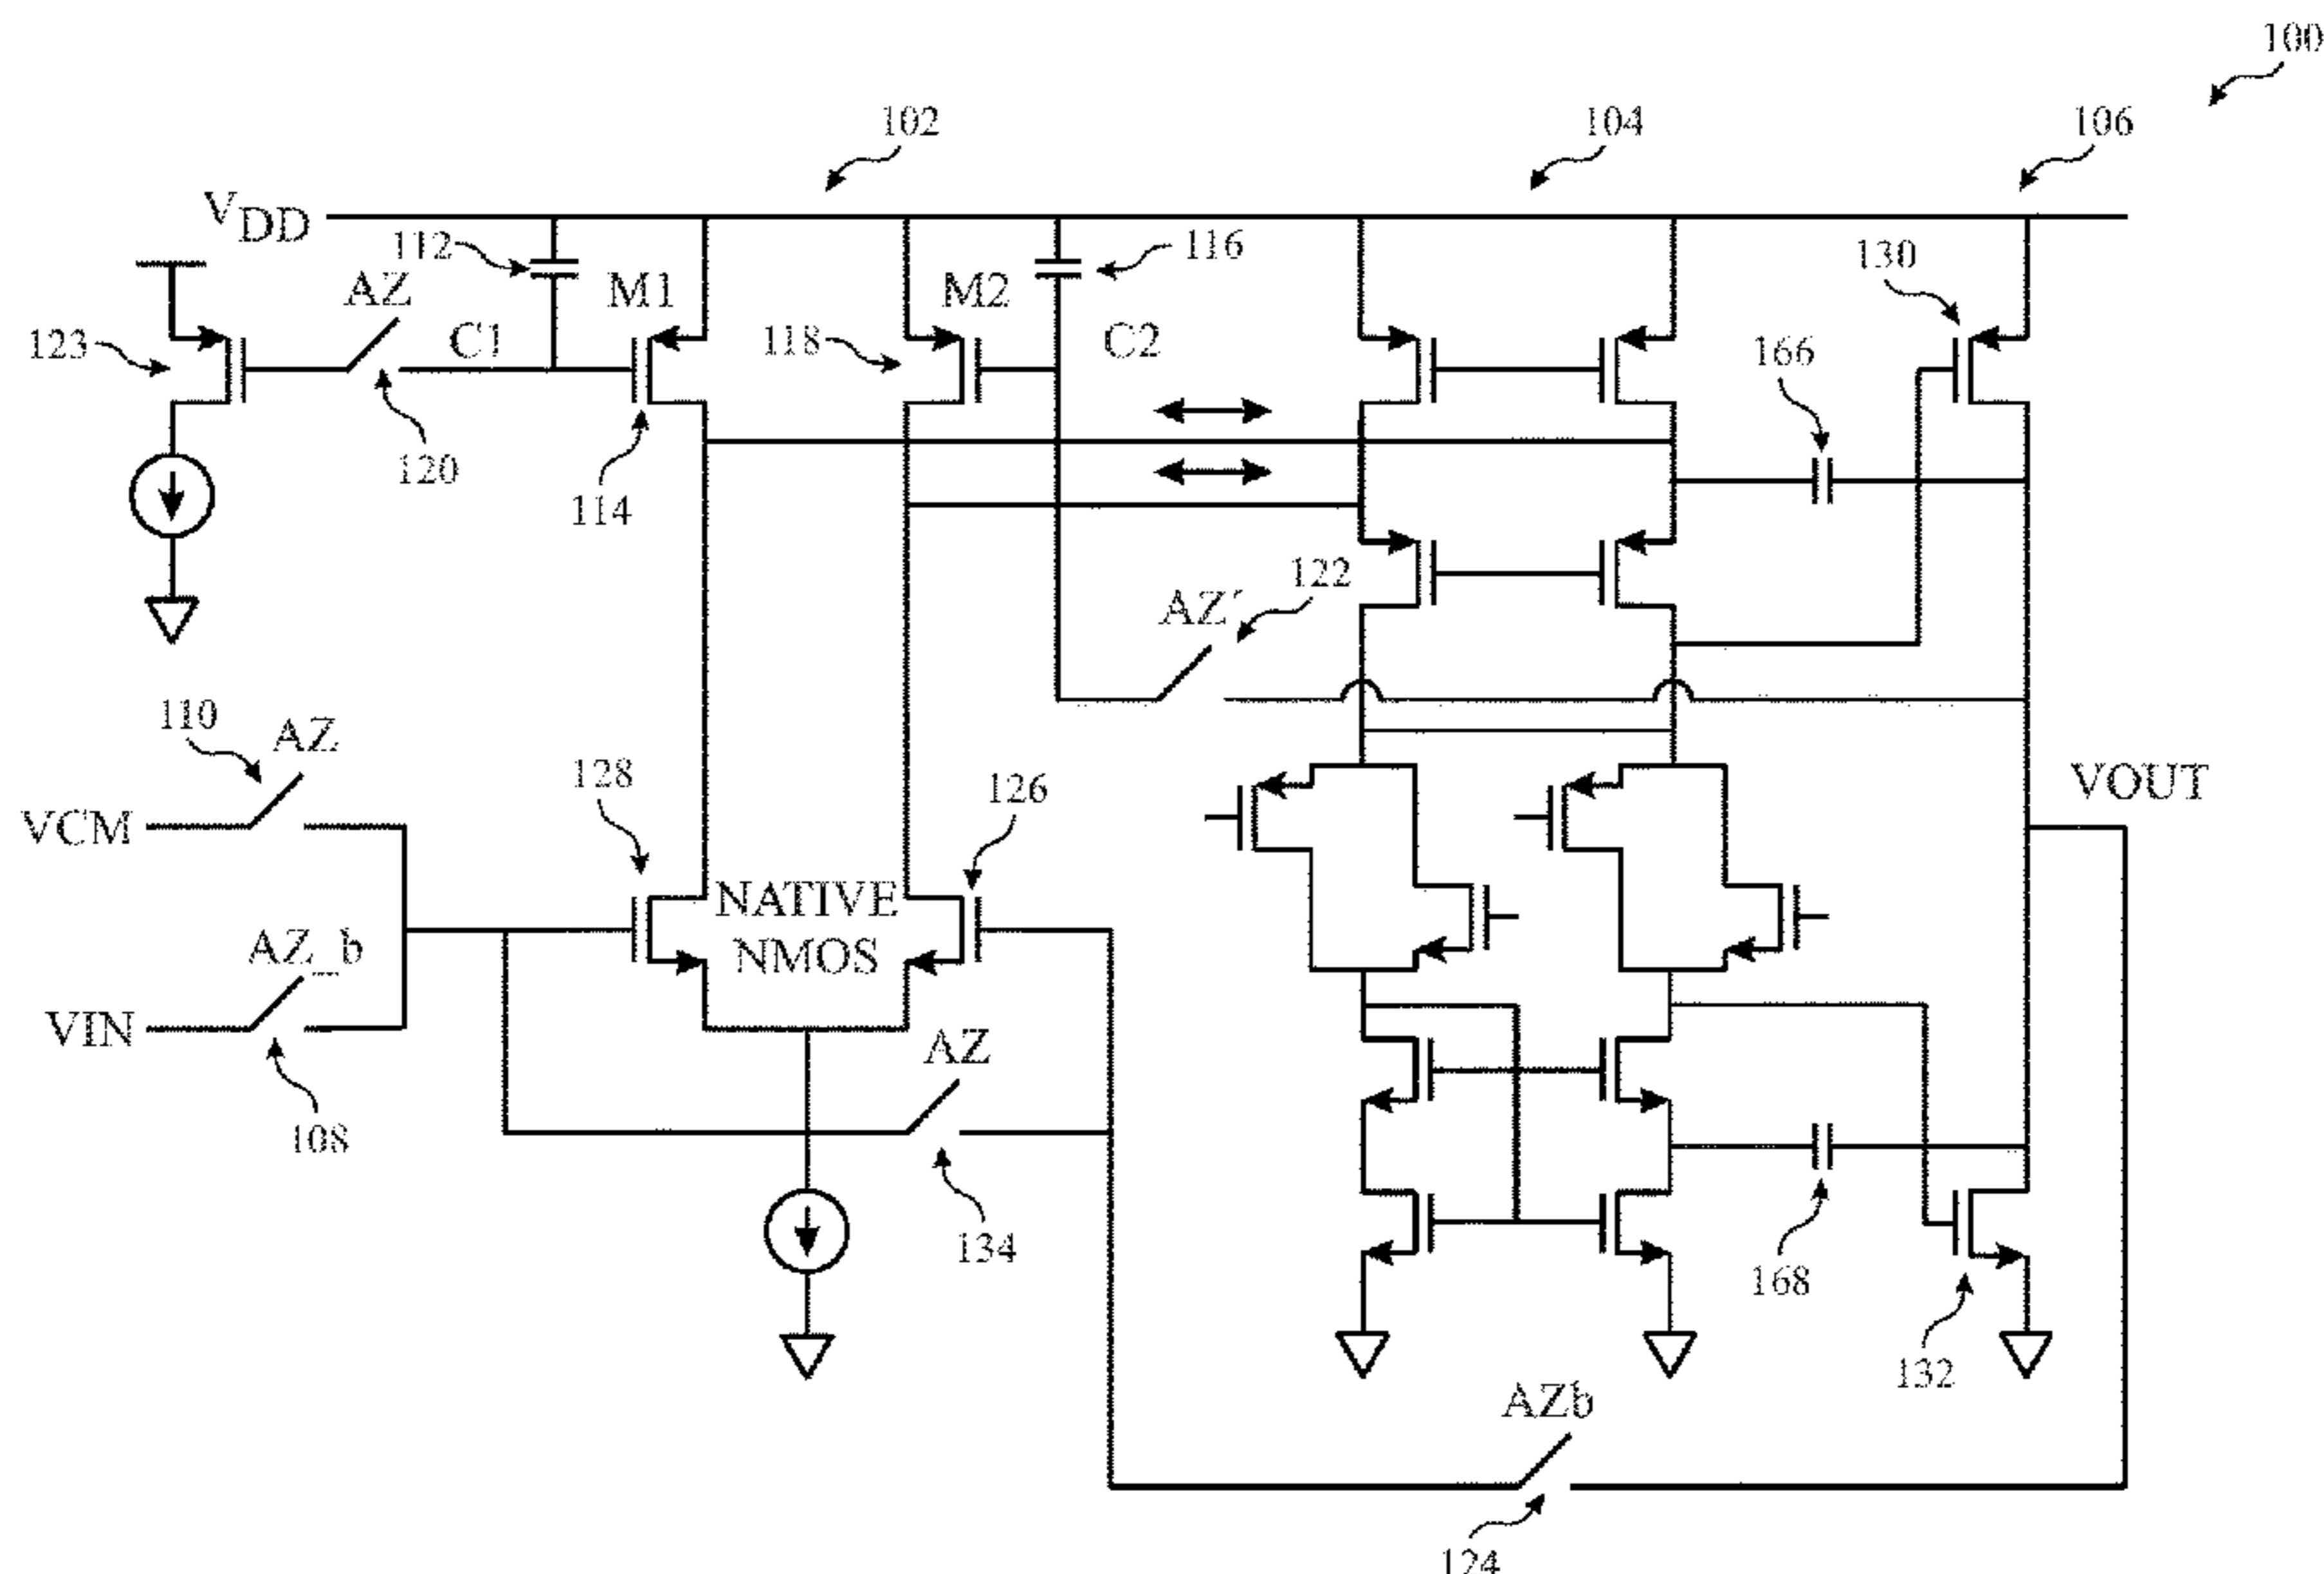 100
102
104
106
VDD
112
116
130
AZ
M1
M2
123
C1
118
C2
166
120
114
122
AZ'
110
AZ
128
126
VOUT
VCM
NATIVE
NMOS
AZ_b
VIN
AZ
108
134
168
132
AZb
124